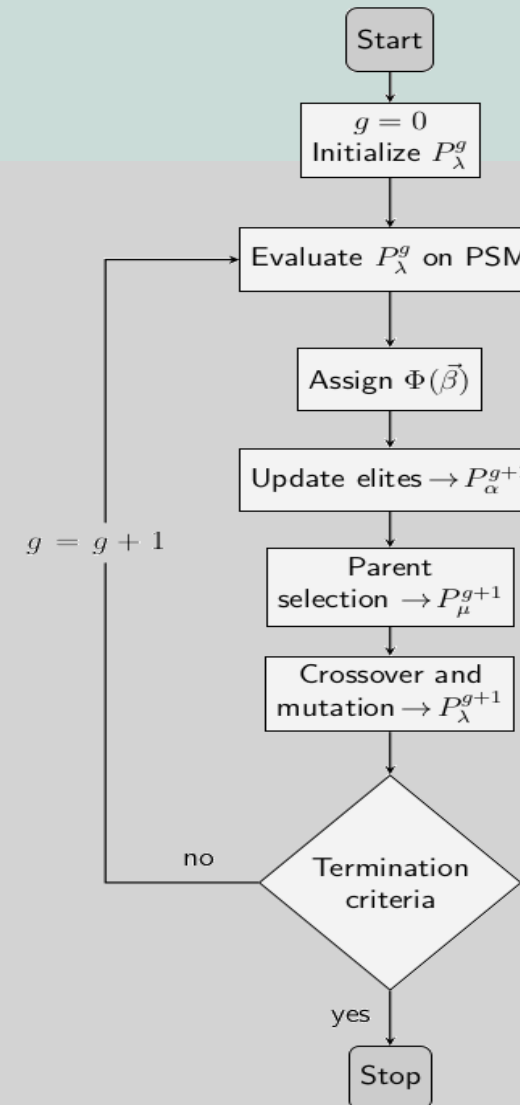 Start
g = 0
Initialize P_λ^g
Evaluate P_λ^g on PSM
Assign Φ(β⃗)
Update elites → P_α^{g+1}
g = g + 1
Parent
selection → P_μ^{g+1}
Crossover and
mutation → P_λ^{g+1}
no
Termination
criteria
yes
Stop